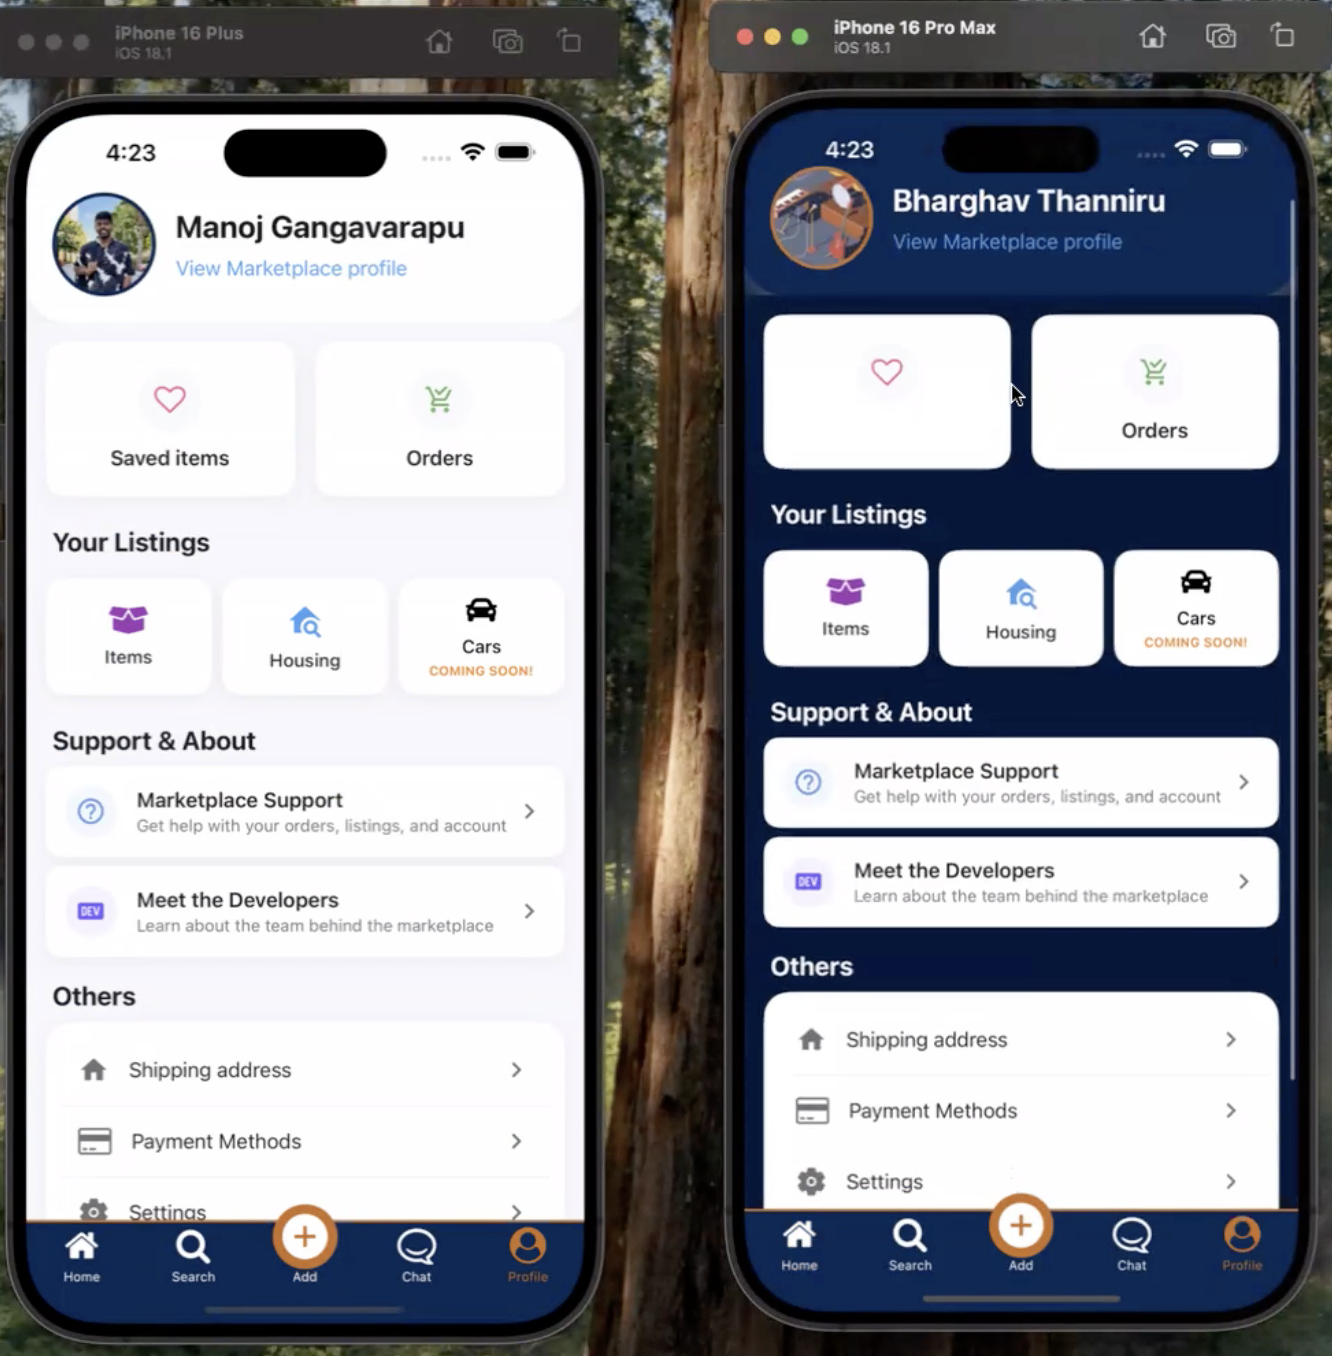 iPhone 16 Plus
iOS 18.1
4:23
Manoj Gangavarapu
View Marketplace profile
Saved items
Orders
Your Listings
Items
Housing
Cars
COMING SOON!
Support & About
Marketplace Support
Get help with your orders, listings, and account
DEV
Meet the Developers
Learn about the team behind the marketplace
Others
Shipping address
Payment Methods
Settings
Home
Search
Add
Chat
Profile
iPhone 16 Pro Max
iOS 18.1
4:23
Bharghav Thanniru
View Marketplace profile
Orders
Your Listings
Items
Housing
Cars
COMING SOON!
Support & About
Marketplace Support
Get help with your orders, listings, and account
DEV
Meet the Developers
Learn about the team behind the marketplace
Others
Shipping address
Payment Methods
Settings
Home
Search
Add
Chat
Profile